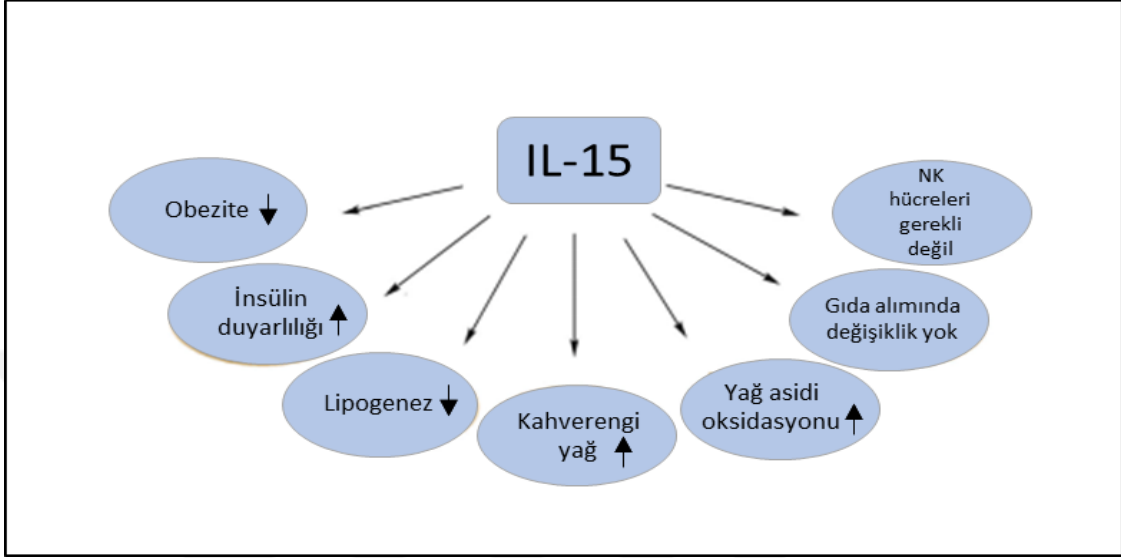 IL-15
Obezite ↓
İnsülin
duyarlılığı ↑
Lipogenez ↓
Kahverengi
yağ ↑
Yağ asidi
oksidasyonu ↑
Gıda alımında
değişiklik yok
NK
hücreleri
gerekli
değil